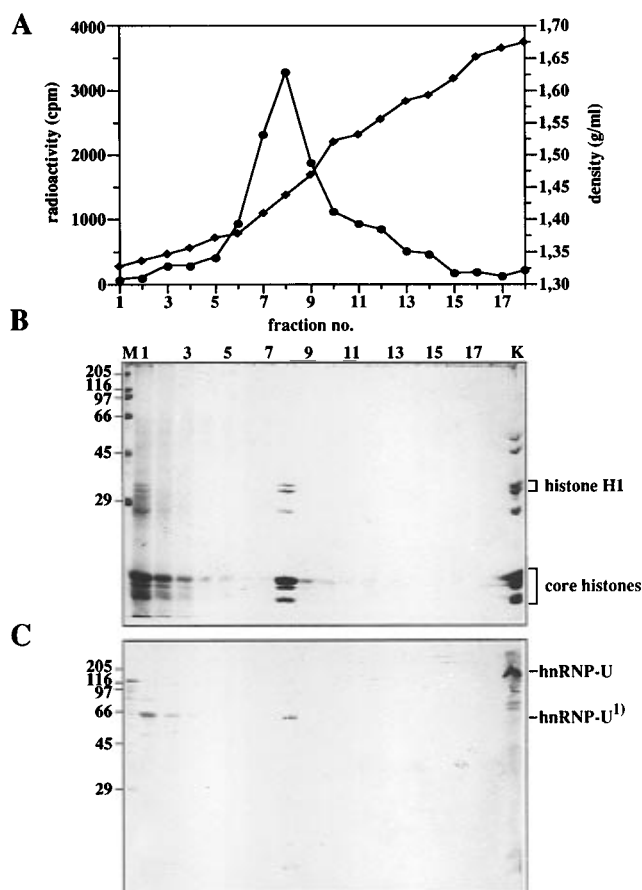 A
radioactivity (cpm)
4000
3000
2000
1000
0
density (g/ml)
1,70
1,65
1,60
1,55
1,50
1,45
1,40
1,35
1,30
1 3 5 7 9 11 13 15 17
fraction no.
B
M 1 3 5 7 9 11 13 15 17 K
205
116
97
66
45
29
histone H1
core histones
C
205
116
97
66
45
29
hnRNP-U
hnRNP-U1)